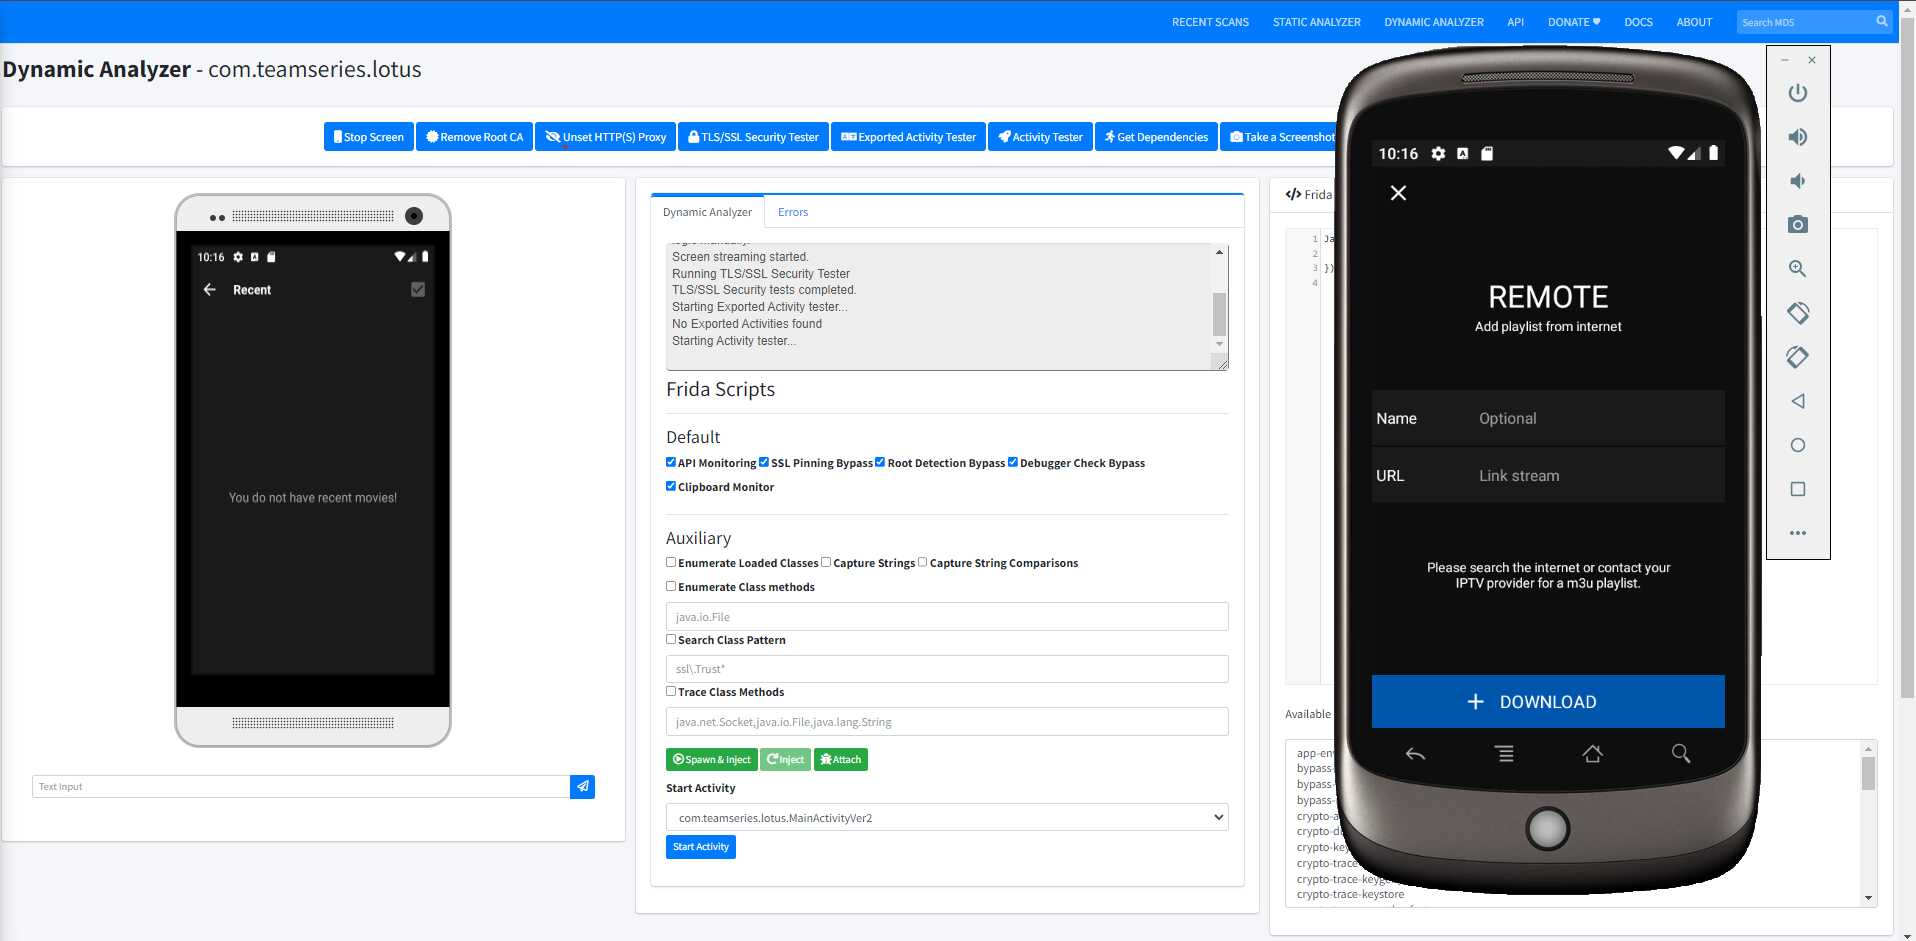 RECENT SCANS STATIC ANALYZER DYNAMIC ANALYZER API DONATE ♥ DOCS ABOUT Search MDS
Dynamic Analyzer - com.teamseries.lotus
Stop Screen Remove Root CA Unset HTTP(S) Proxy TLS/SSL Security Tester Exported Activity Tester Activity Tester Get Dependencies Take a Screenshot
10:16
Recent
You do not have recent movies!
Text Input
Dynamic Analyzer Errors
Screen streaming started.
Running TLS/SSL Security Tester
TLS/SSL Security tests completed.
Starting Exported Activity tester...
No Exported Activities found
Starting Activity tester...
Frida Scripts
Default
API Monitoring SSL Pinning Bypass Root Detection Bypass Debugger Check Bypass
Clipboard Monitor
Auxiliary
Enumerate Loaded Classes Capture Strings Capture String Comparisons
Enumerate Class methods
java.io.File
Search Class Pattern
ssl\.Trust*
Trace Class Methods
java.net.Socket,java.io.File,java.lang.String
Spawn & Inject Inject Attach
Start Activity
com.teamseries.lotus.MainActivityVer2
Start Activity
</> Frida
1 Ja
2
3 })
4
Available
app-en
bypass-
bypass-
bypass-
crypto-a
crypto-
crypto-key
crypto-trace
crypto-trace-keyge
crypto-trace-keystore
10:16
REMOTE
Add playlist from internet
Name Optional
URL Link stream
Please search the internet or contact your
IPTV provider for a m3u playlist.
+ DOWNLOAD